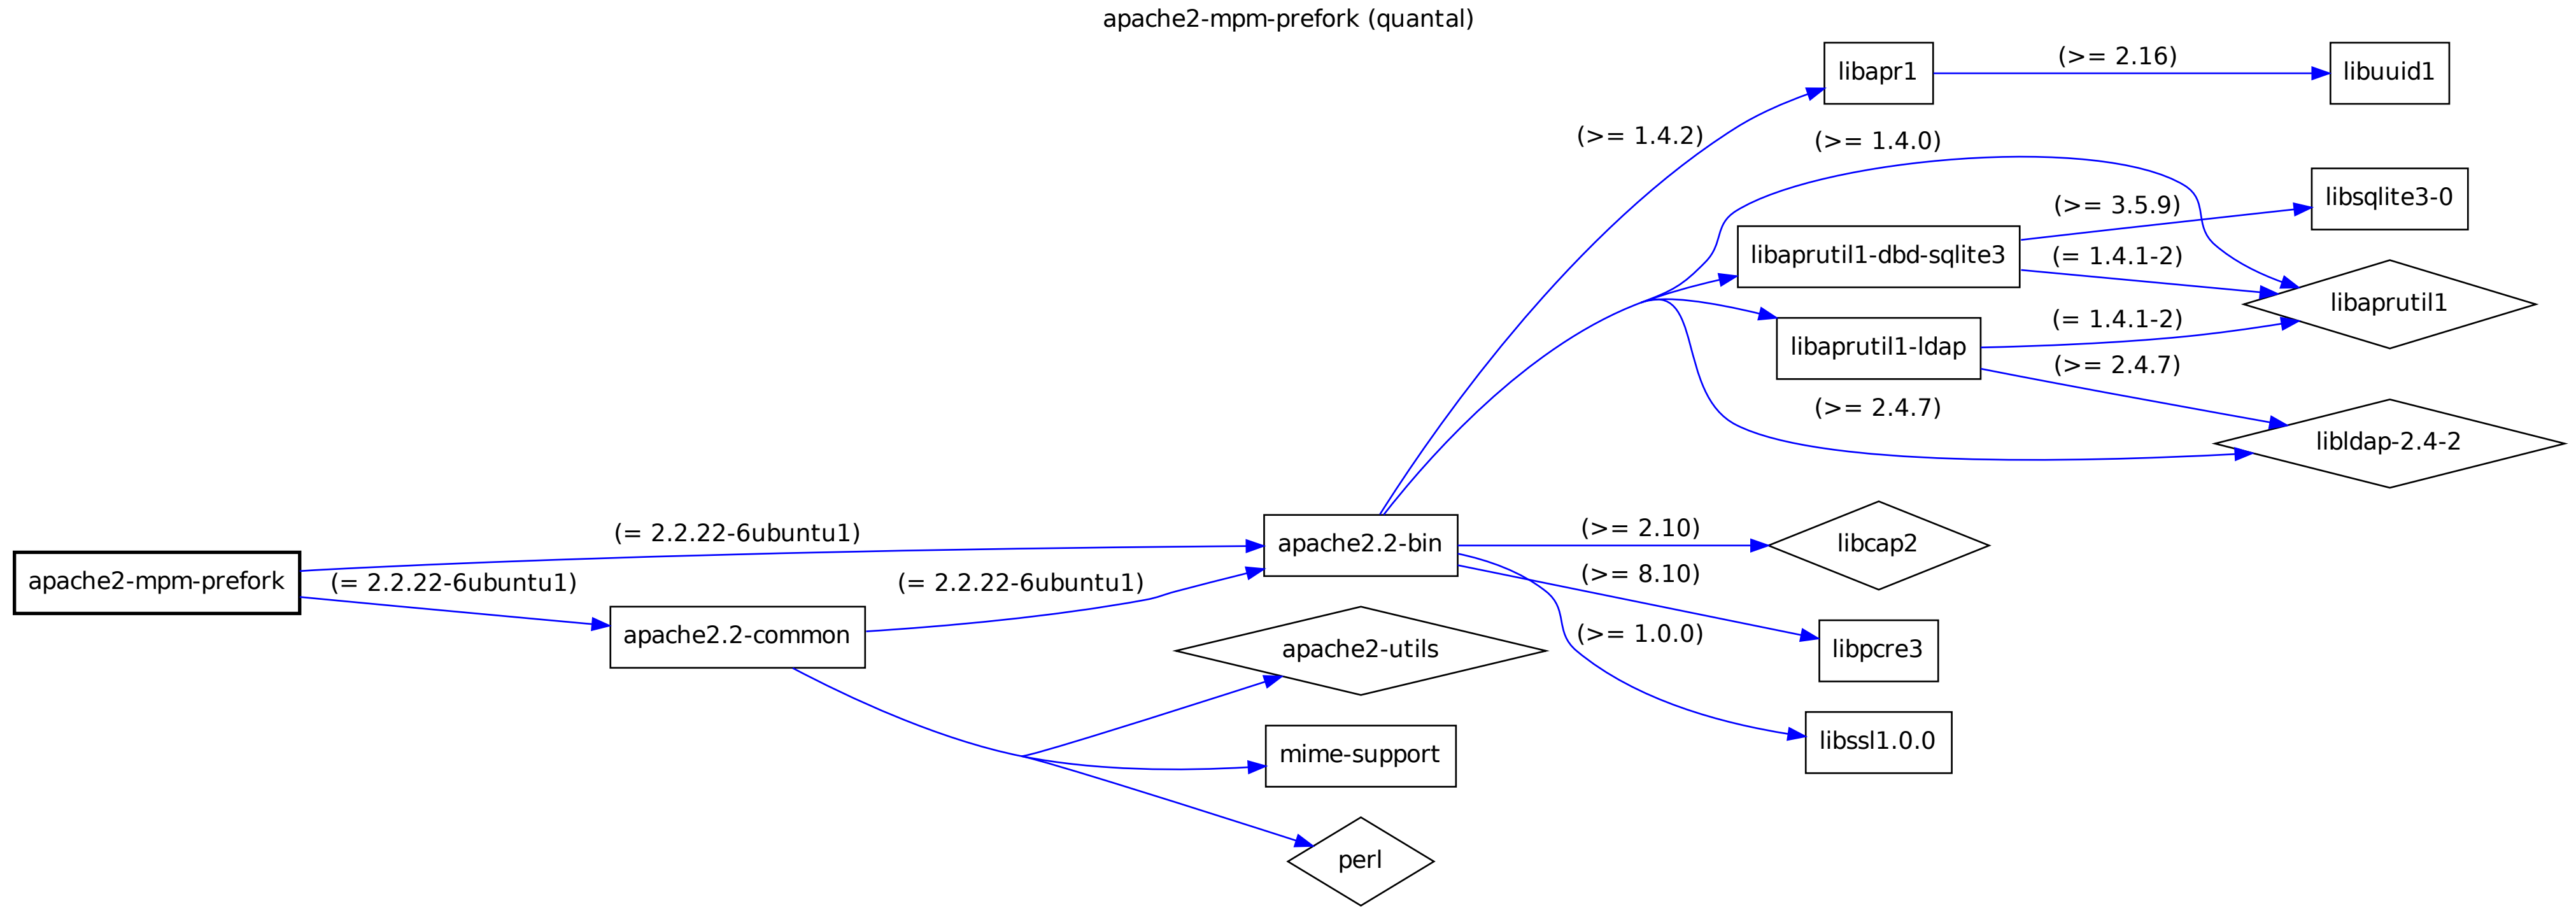 apache2-mpm-prefork (quantal)
libapr1
(>= 2.16)
libuuid1
(>= 1.4.2)
(>= 1.4.0)
libsqlite3-0
(>= 3.5.9)
libaprutil1-dbd-sqlite3
(= 1.4.1-2)
libaprutil1
(= 1.4.1-2)
libaprutil1-ldap
(>= 2.4.7)
(>= 2.4.7)
libldap-2.4-2
(= 2.2.22-6ubuntu1)
apache2.2-bin
(>= 2.10)
libcap2
apache2-mpm-prefork
(= 2.2.22-6ubuntu1)
(= 2.2.22-6ubuntu1)
(>= 8.10)
apache2.2-common
(>= 1.0.0)
apache2-utils
libpcre3
mime-support
libssl1.0.0
perl